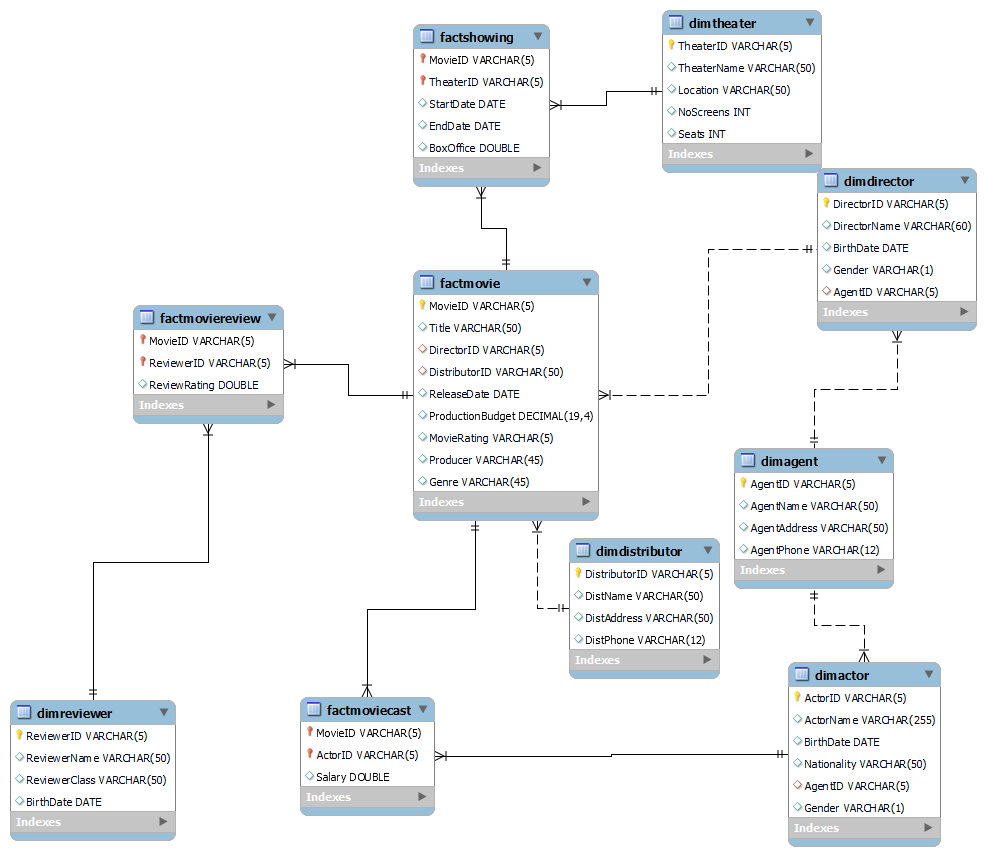 factshowing
MovieID VARCHAR(5)
TheaterID VARCHAR(5)
StartDate DATE
EndDate DATE
BoxOffice DOUBLE
Indexes
dimtheater
TheaterID VARCHAR(5)
TheaterName VARCHAR(50)
Location VARCHAR(50)
NoScreens INT
Seats INT
Indexes
dimdirector
DirectorID VARCHAR(5)
DirectorName VARCHAR(60)
BirthDate DATE
Gender VARCHAR(1)
AgentID VARCHAR(5)
Indexes
factmovie
MovieID VARCHAR(5)
Title VARCHAR(50)
DirectorID VARCHAR(5)
DistributorID VARCHAR(50)
ReleaseDate DATE
ProductionBudget DECIMAL(19,4)
MovieRating VARCHAR(5)
Producer VARCHAR(45)
Genre VARCHAR(45)
Indexes
factmoviereview
MovieID VARCHAR(5)
ReviewerID VARCHAR(5)
ReviewRating DOUBLE
Indexes
dimagent
AgentID VARCHAR(5)
AgentName VARCHAR(50)
AgentAddress VARCHAR(50)
AgentPhone VARCHAR(12)
Indexes
dimdistributor
DistributorID VARCHAR(5)
DistName VARCHAR(50)
DistAddress VARCHAR(50)
DistPhone VARCHAR(12)
Indexes
dimreviewer
ReviewerID VARCHAR(5)
ReviewerName VARCHAR(50)
ReviewerClass VARCHAR(50)
BirthDate DATE
Indexes
factmoviecast
MovieID VARCHAR(5)
ActorID VARCHAR(5)
Salary DOUBLE
Indexes
dimactor
ActorID VARCHAR(5)
ActorName VARCHAR(255)
BirthDate DATE
Nationality VARCHAR(50)
AgentID VARCHAR(5)
Gender VARCHAR(1)
Indexes